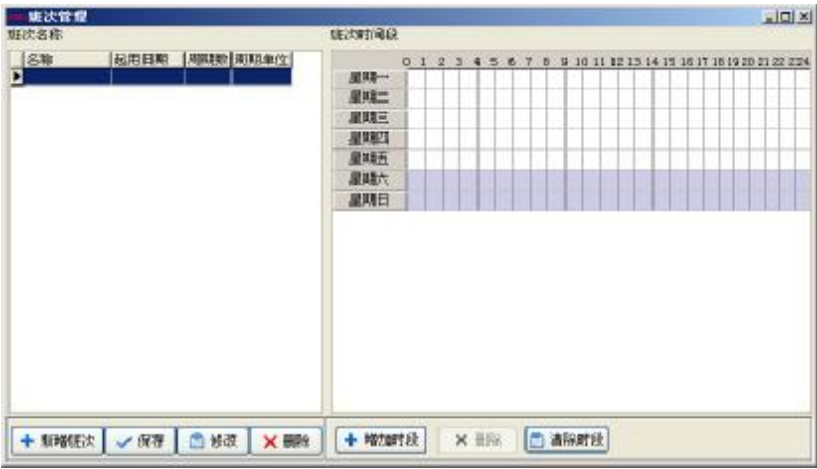 班次管理
班次名称
班次时间段
名称 起用日期 周期数 周期单位
0 1 2 3 4 5 6 7 8 9 10 11 12 13 14 15 16 17 18 19 20 21 22 2324
星期一
星期二
星期三
星期四
星期五
星期六
星期日
新增班次 保存 修改 删除
增加时段 删除 清除时段